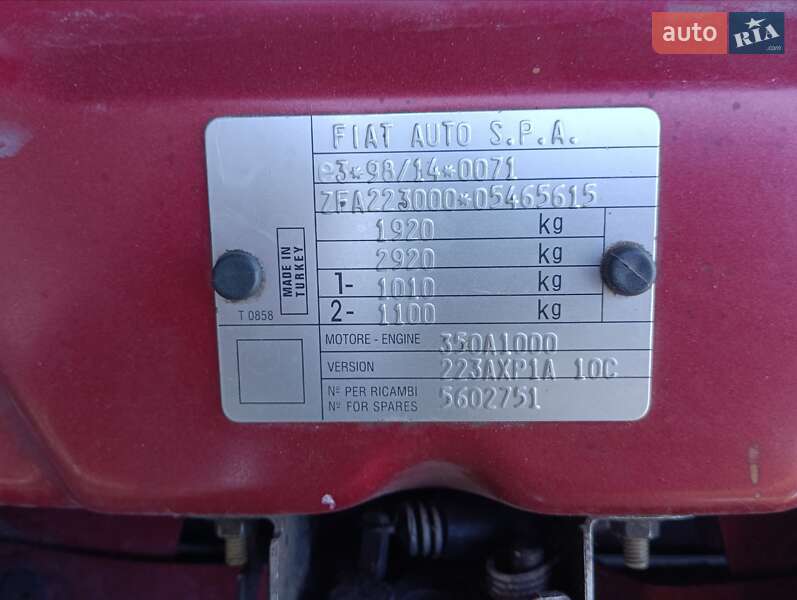 auto RIA .com
FIAT AUTO S.P.A.
e3*98/14*0071
ZFA223000*05465615
1920 kg
2920 kg
1- 1010 kg
2- 1100 kg
MADE IN
TURKEY
T 0858
MOTORE - ENGINE 350A1000
VERSION 223AXP1A 10C
Nº PER RICAMBI
Nº FOR SPARES 5602751